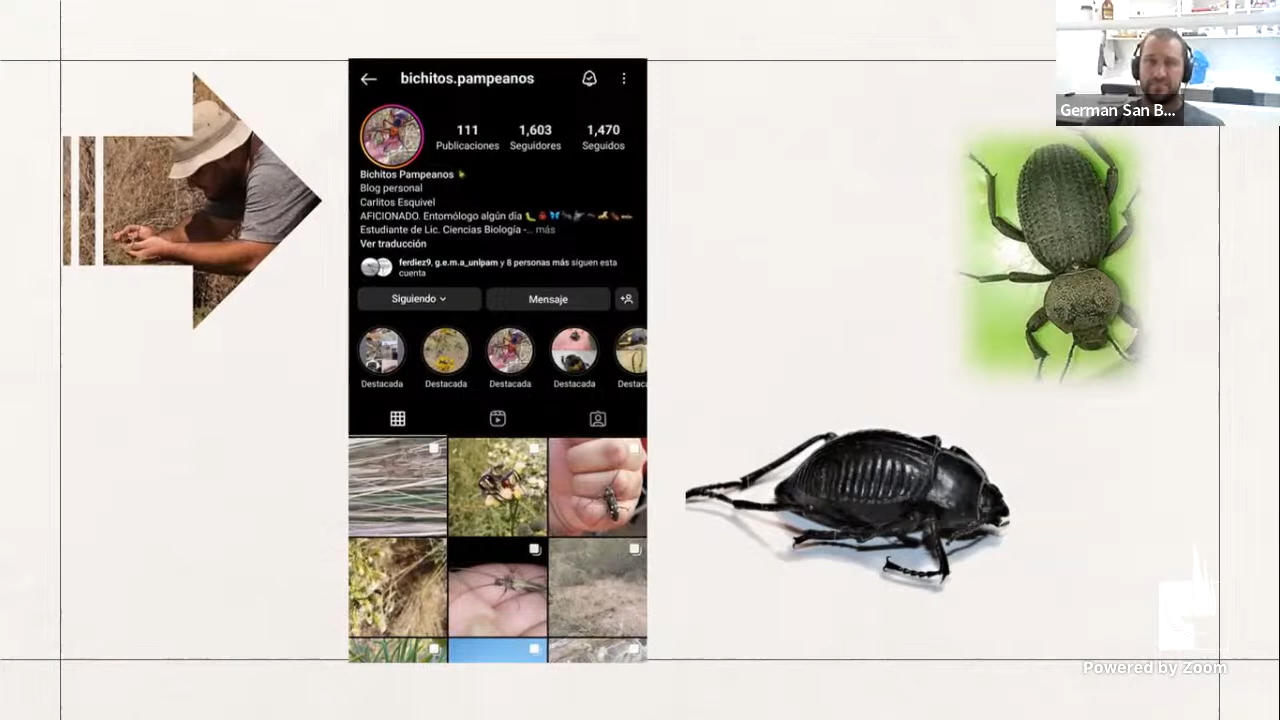 bichitos.pampeanos
111
1,603
1,470
Publicaciones
Seguidores
Seguidos
Bichitos Pampeanos
Blog personal
Carlitos Esquivel
AFICIONADO. Entomólogo algún día
Estudiante de Lic. Ciencias Biología -... más
Ver traducción
ferdiez9, g.e.m.a_unlpam y 8 personas más siguen esta
cuenta
Siguiendo
Mensaje
Destacada
Destacada
Destacada
Destacada
Destaca
German San B...
Powered by Zoom